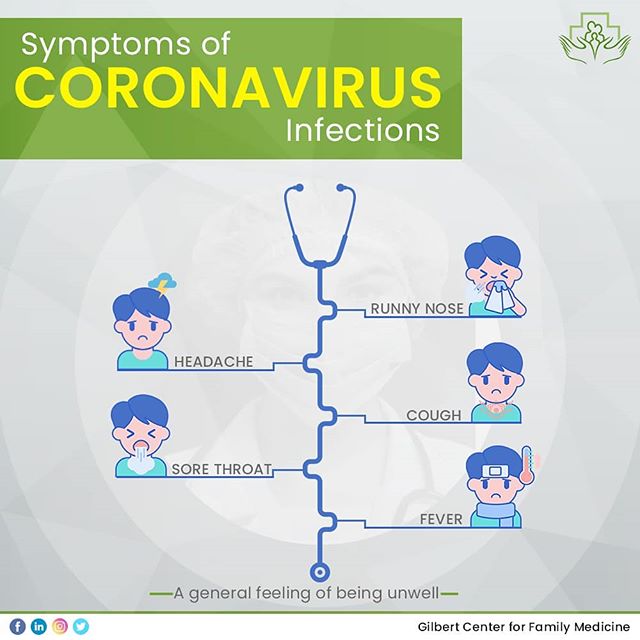 Symptoms of
CORONAVIRUS
Infections
RUNNY NOSE
HEADACHE
COUGH
SORE THROAT
FEVER
A general feeling of being unwell
Gilbert Center for Family Medicine